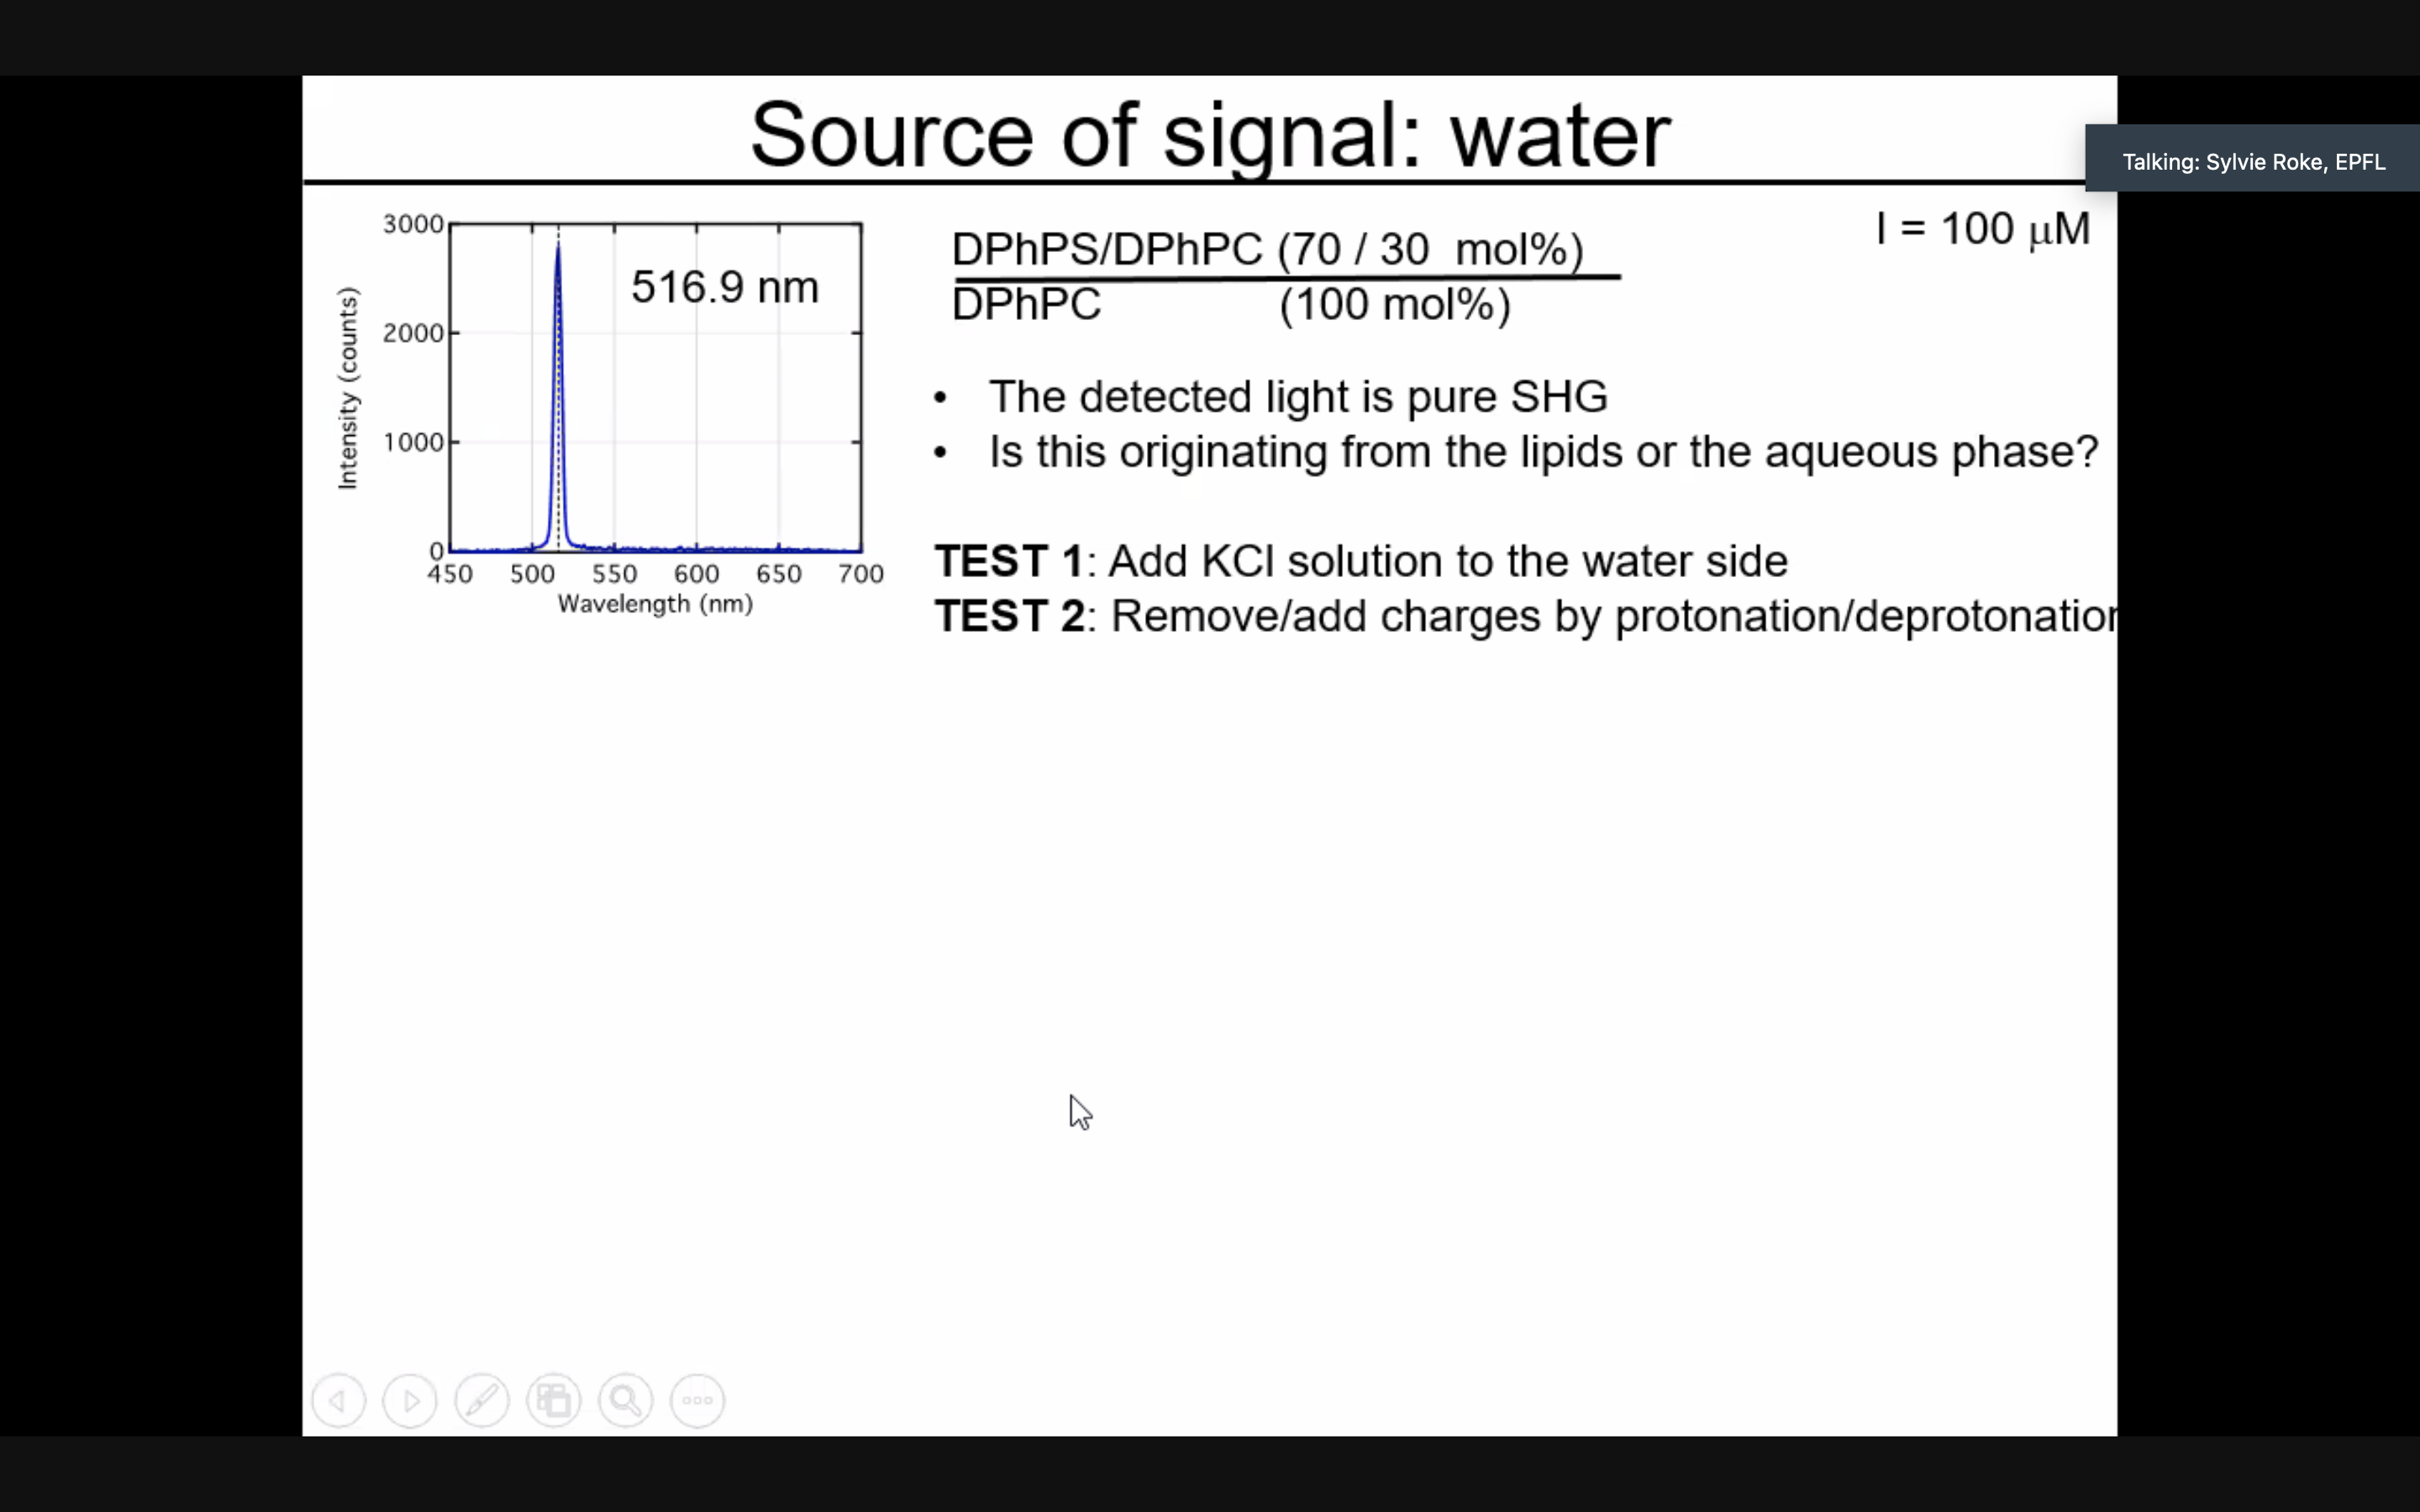 Source of signal: water
Talking: Sylvie Roke, EPFL
I = 100 μM
3000
2000
1000
0
Intensity (counts)
516.9 nm
450 500 550 600 650 700
Wavelength (nm)
DPhPS/DPhPC (70 / 30 mol%)
DPhPC (100 mol%)
• The detected light is pure SHG
• Is this originating from the lipids or the aqueous phase?
TEST 1: Add KCl solution to the water side
TEST 2: Remove/add charges by protonation/deprotonation